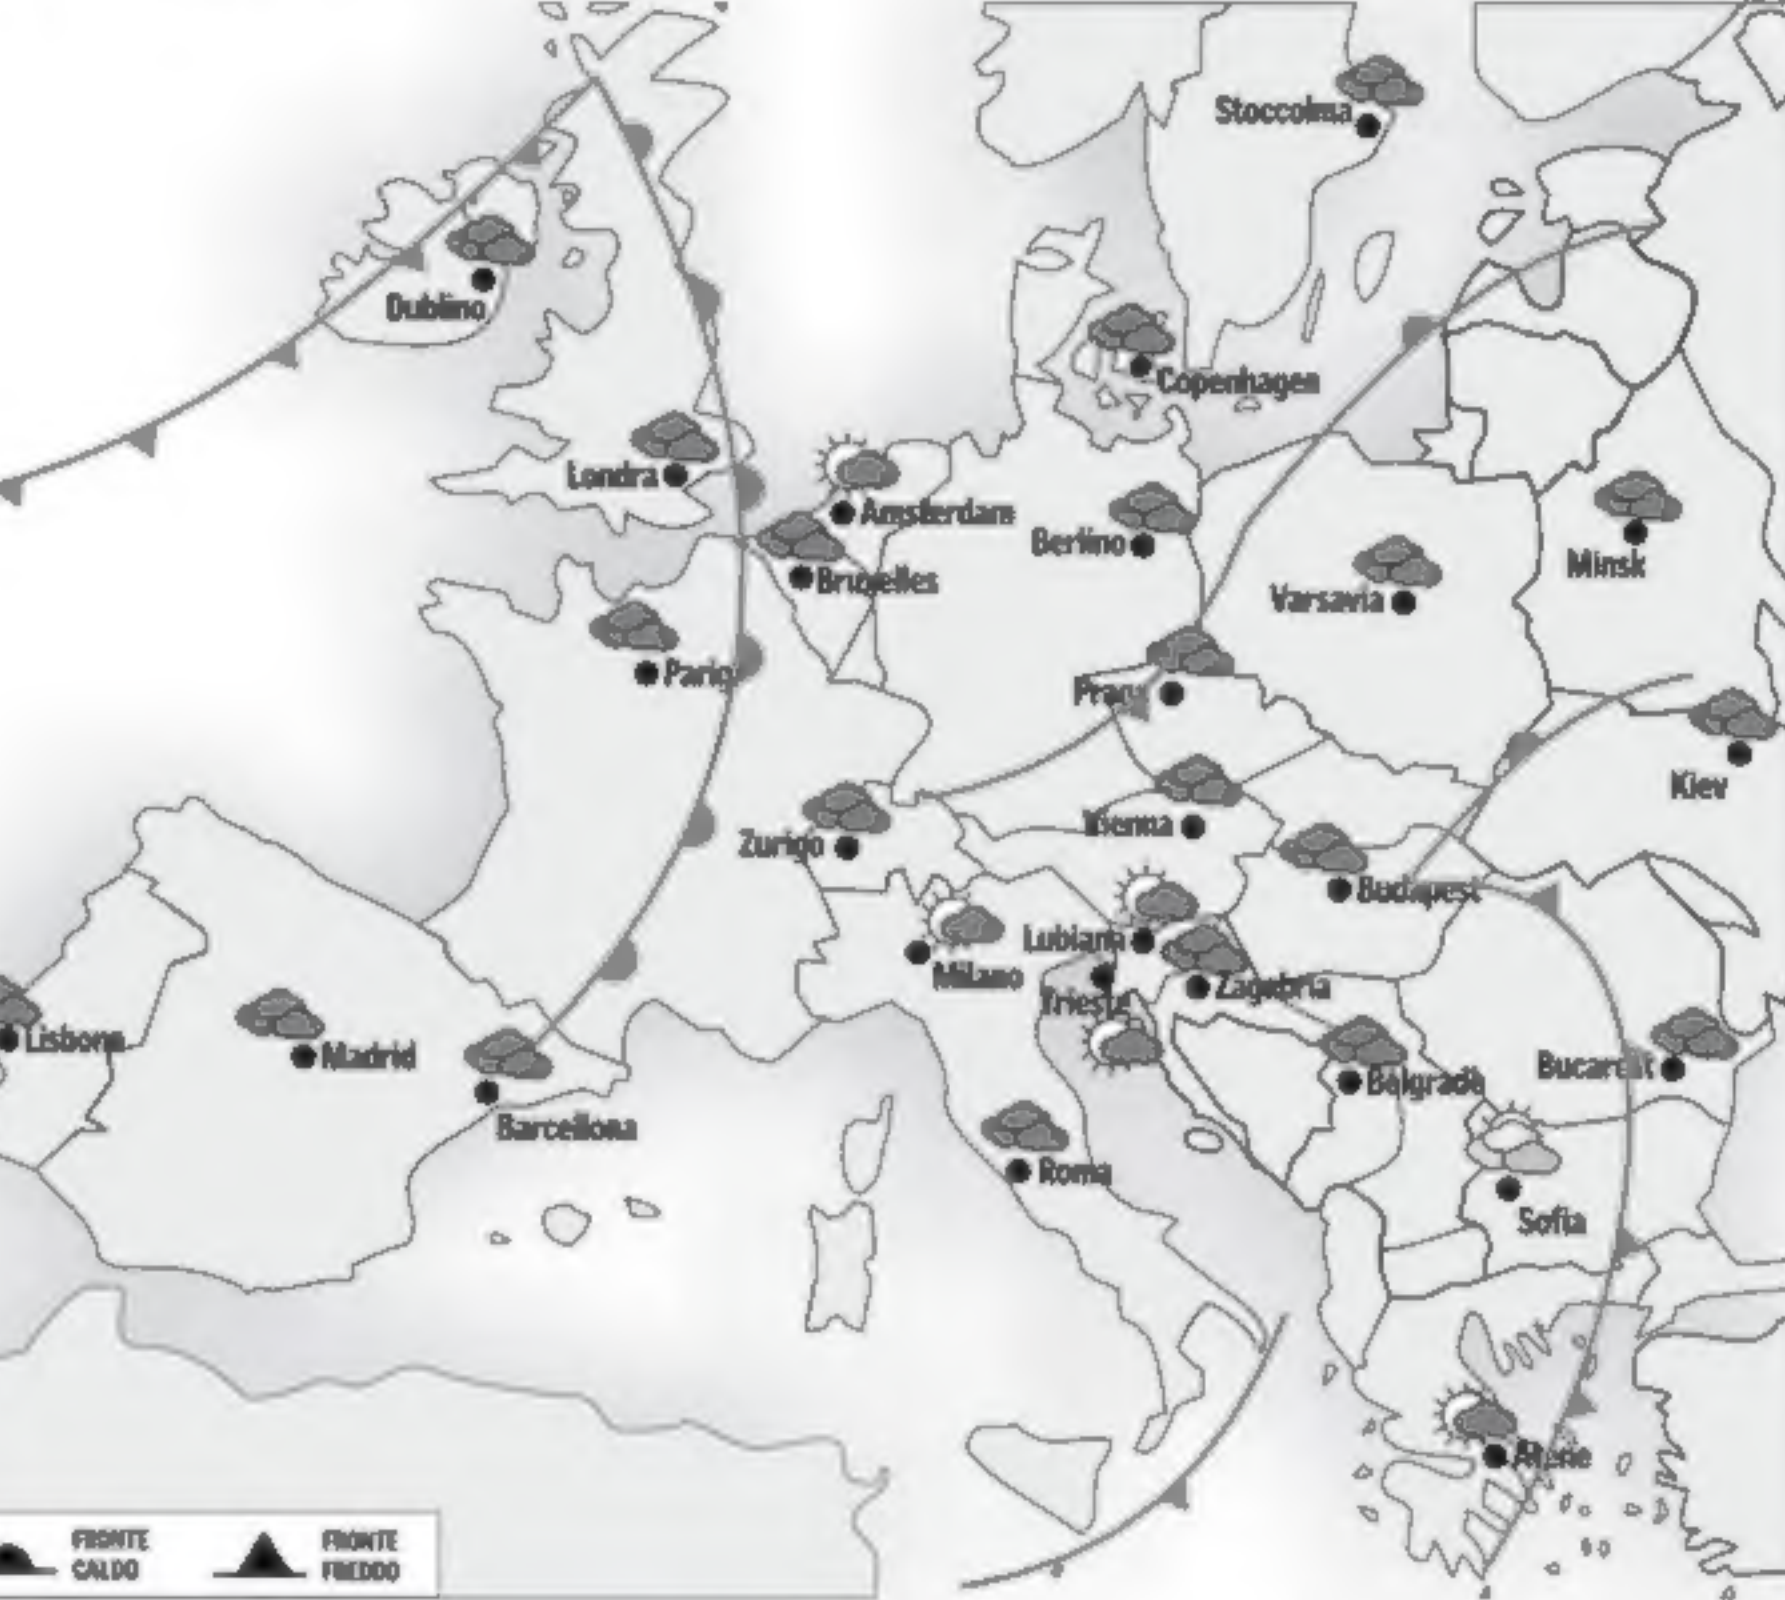 Stoccolma
Dublino
Copenhagen
Londra
Amsterdam
Berlino
Bruxelles
Varsavia
Minsk
Parigi
Praga
Kiev
Vienna
Zurigo
Budapest
Lubiana
Milano
Trieste
Zagabria
Lisbona
Madrid
Belgrado
Bucarest
Barcellona
Roma
Sofia
Atene
FRONTE
CALDO
FRONTE
FREDDO